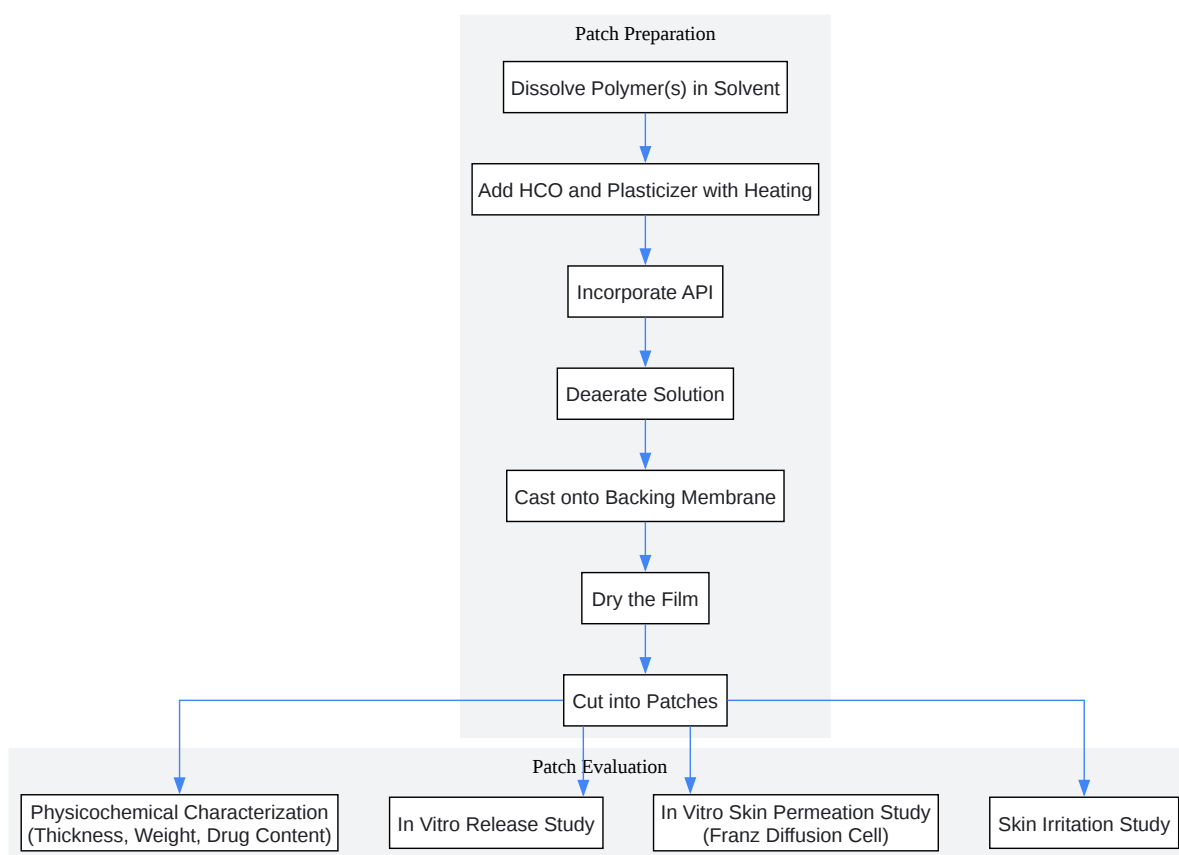 Patch Preparation
Dissolve Polymer(s) in Solvent
Add HCO and Plasticizer with Heating
Incorporate API
Deaerate Solution
Cast onto Backing Membrane
Dry the Film
Cut into Patches
Patch Evaluation
Physicochemical Characterization
(Thickness, Weight, Drug Content)
In Vitro Release Study
In Vitro Skin Permeation Study
(Franz Diffusion Cell)
Skin Irritation Study